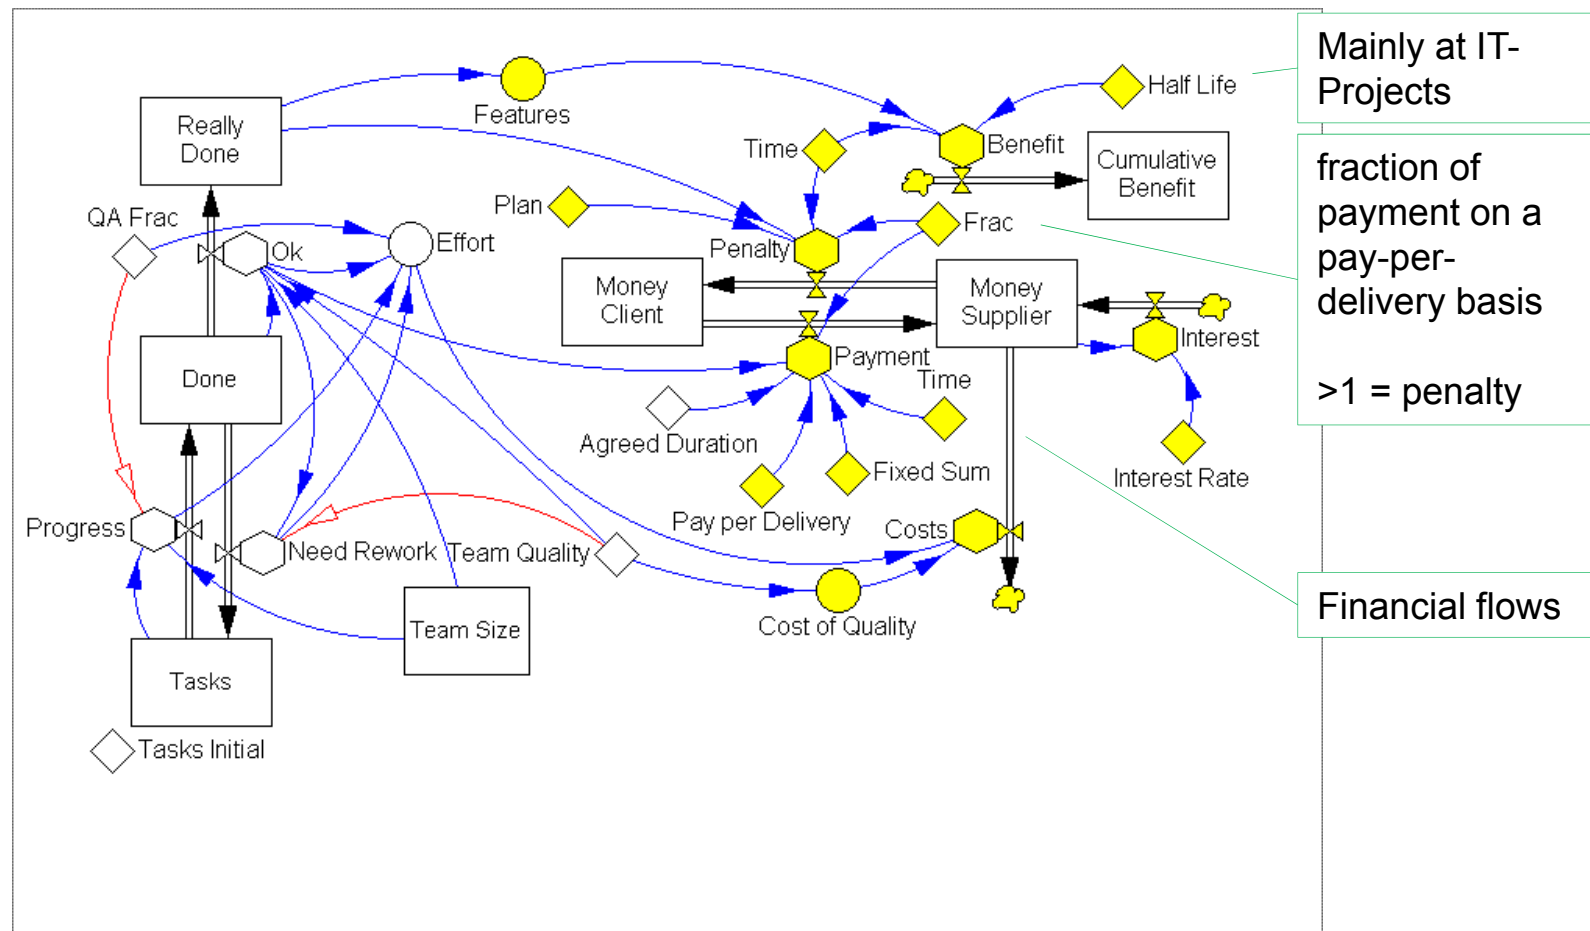 Features
Half Life
Really
Done
Time
Benefit
Cumulative
Benefit
QA Frac
Plan
Frac
Ok
Effort
Penalty
Money
Client
Money
Supplier
Interest
Payment
Time
Done
Agreed Duration
Fixed Sum
Interest Rate
Pay per Delivery
Progress
Need Rework
Team Quality
Costs
Team Size
Cost of Quality
Tasks
Tasks Initial
Mainly at IT-
Projects
fraction of
payment on a
pay-per-
delivery basis
>1 = penalty
Financial flows